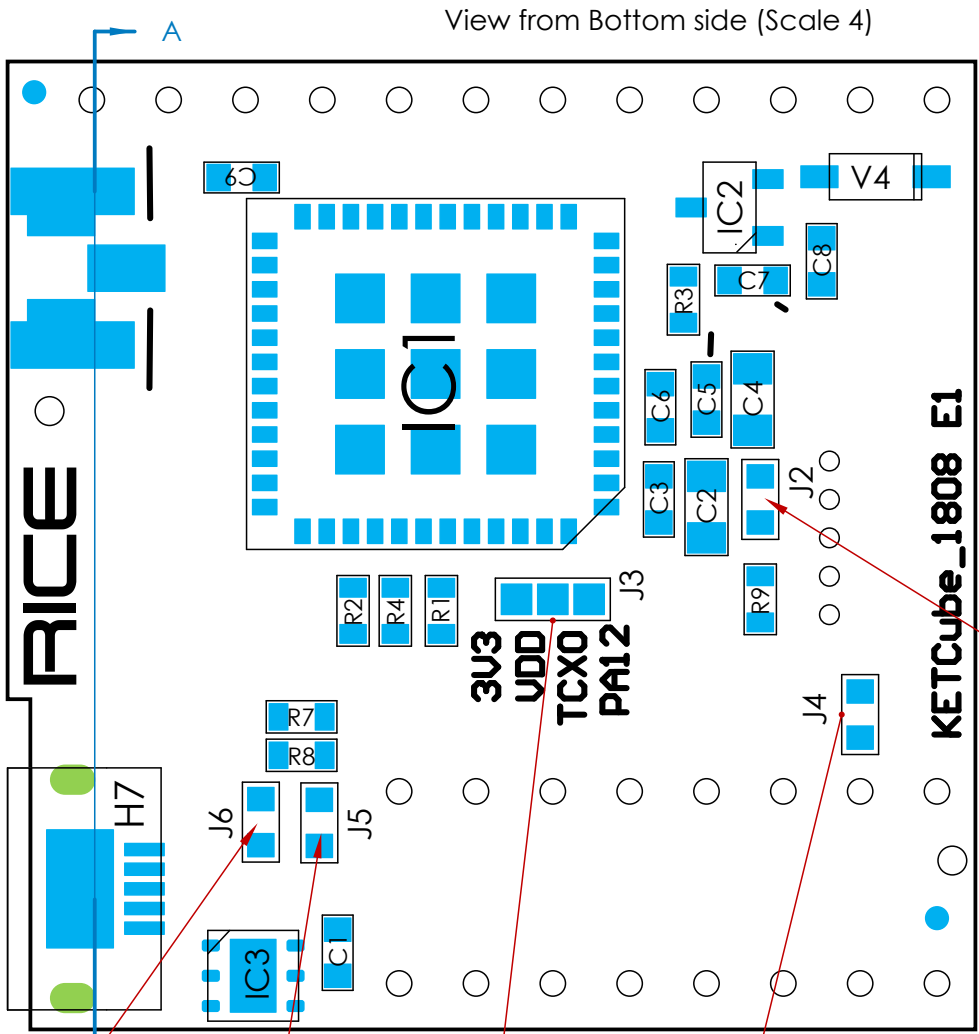 View from Bottom side (Scale 4)
A
C9
IC2
V4
C8
C7
R3
IC1
C6
C5
C4
KETCube_1808 E1
RICE
J2
C3
C2
R2
R4
R1
J3
R9
3V3
VDD
TCXO
PA12
J4
R7
R8
H7
J6
J5
IC3
C1